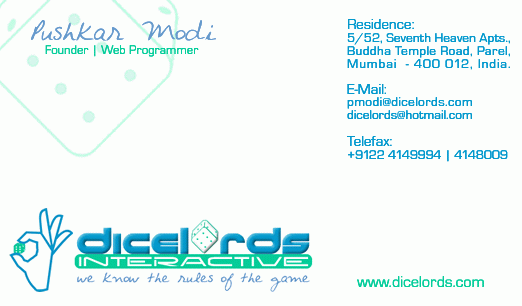 Pushkar Modi
Founder | Web Programmer
Residence:
5/52, Seventh Heaven Apts.,
Buddha Temple Road, Parel,
Mumbai - 400 012, India.
E-Mail:
pmodi@dicelords.com
dicelords@hotmail.com
Telefax:
+9122 4149994 | 4148009
dicelords
INTERACTIVE
we know the rules of the game
www.dicelords.com